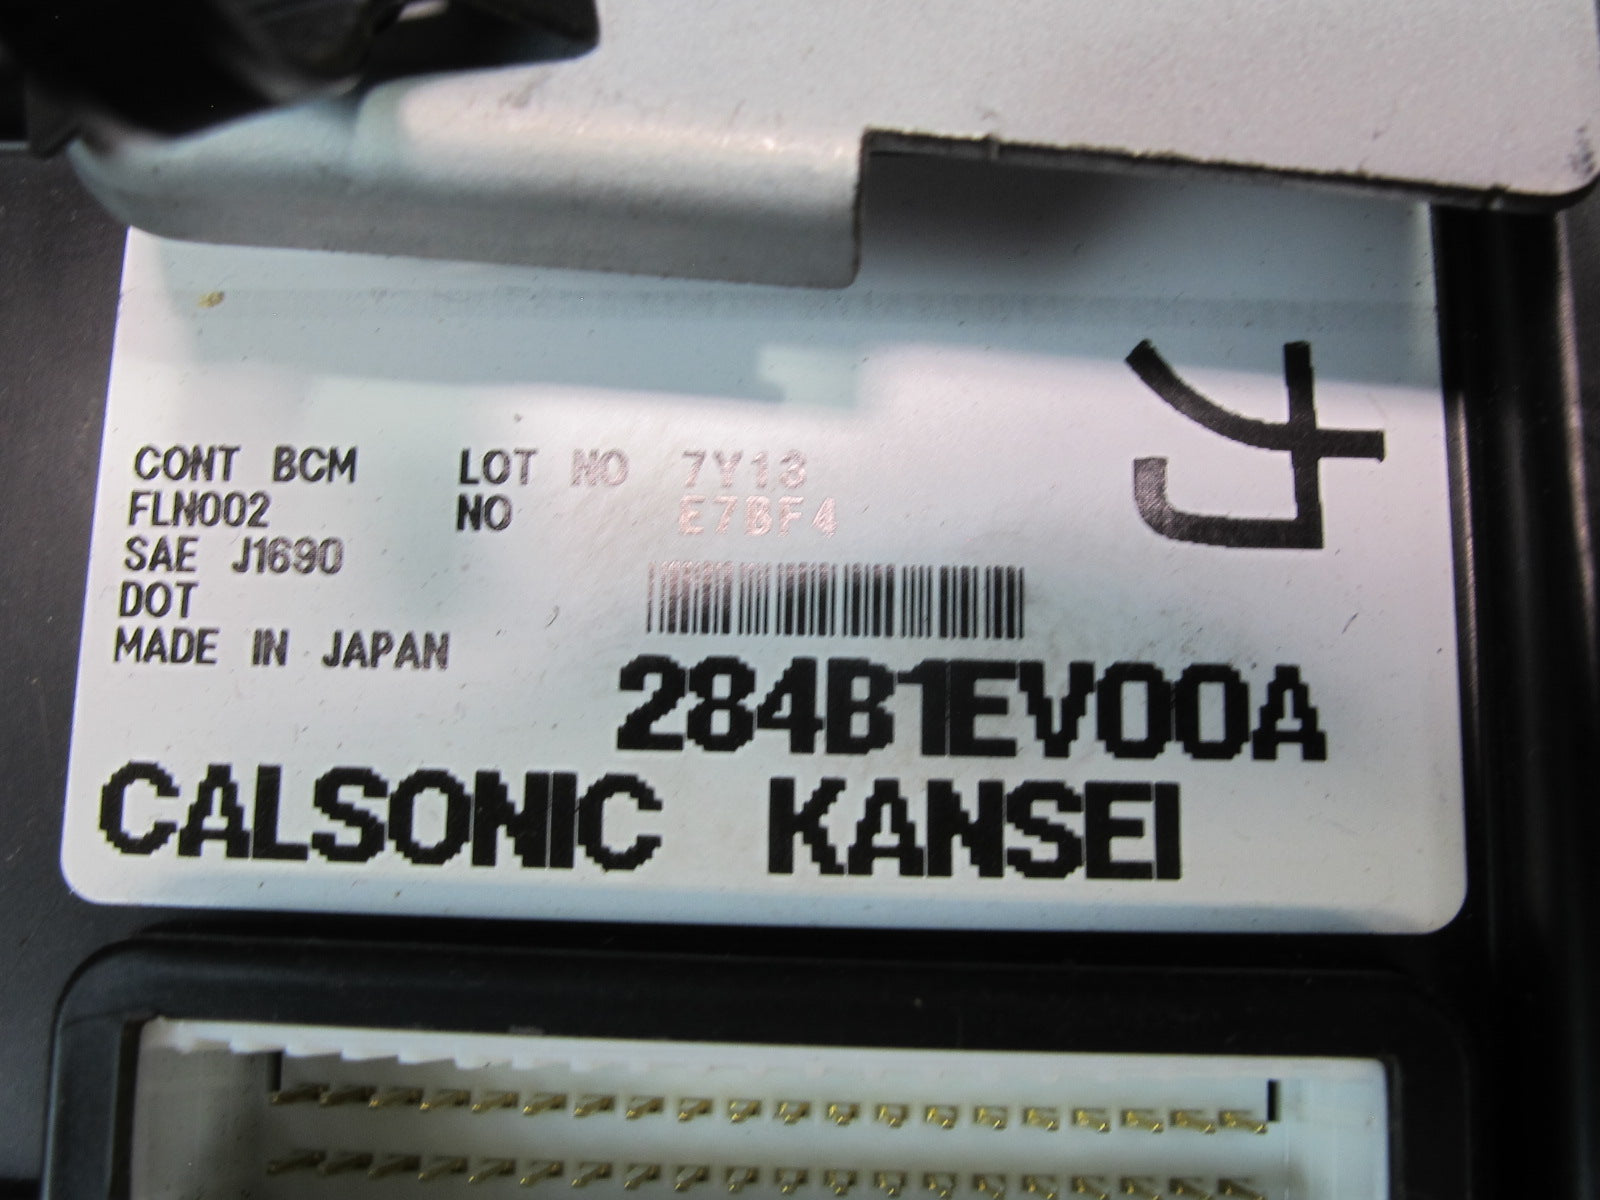 CONT BCM LOT NO 7Y13
FLN002 NO E7BF4
SAE J1690
DOT
MADE IN JAPAN
284B1EV00A
CALSONIC KANSEI